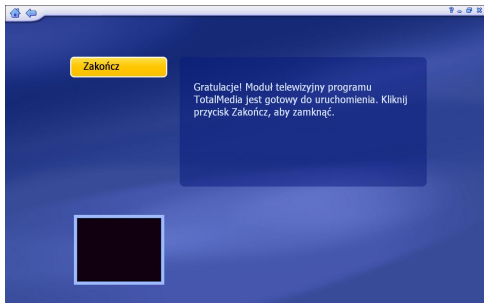 Zakończ
Gratulacje! Moduł telewizyjny programu
TotalMedia jest gotowy do uruchomienia. Kliknij
przycisk Zakończ, aby zamknąć.